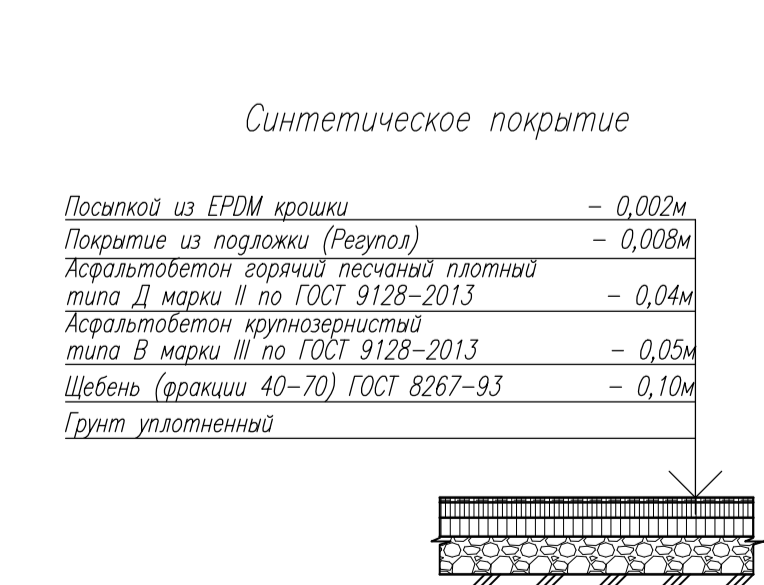 Синтетическое покрытие
Посыпкой из EPDM крошки – 0,002м
Покрытие из подложки (Регупол) – 0,008м
Асфальтобетон горячий песчаный плотный
типа Д марки II по ГОСТ 9128–2013 – 0,04м
Асфальтобетон крупнозернистый
типа В марки III по ГОСТ 9128–2013 – 0,05м
Щебень (фракции 40–70) ГОСТ 8267–93 – 0,10м
Грунт уплотненный